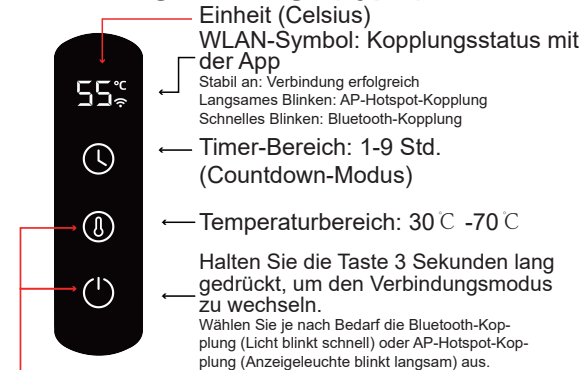 Einheit (Celsius)
WLAN-Symbol: Kopplungsstatus mit
der App
55°C
Stabil an: Verbindung erfolgreich
Langsames Blinken: AP-Hotspot-Kopplung
Schnelles Blinken: Bluetooth-Kopplung
Timer-Bereich: 1-9 Std.
(Countdown-Modus)
Temperaturbereich: 30℃ -70℃
Halten Sie die Taste 3 Sekunden lang
gedrückt, um den Verbindungsmodus
zu wechseln.
Wählen Sie je nach Bedarf die Bluetooth-Kop-
plung (Licht blinkt schnell) oder AP-Hotspot-Kop-
plung (Anzeigeleuchte blinkt langsam) aus.